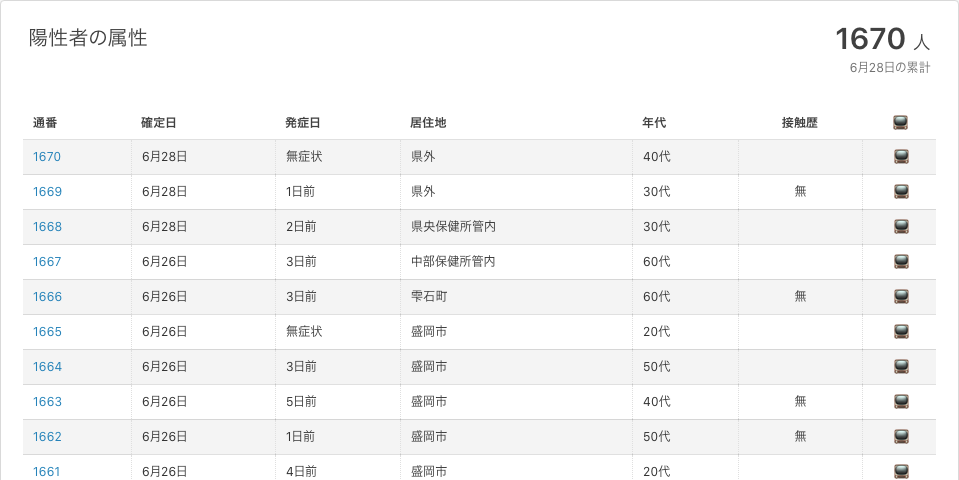 陽性者の属性
1670 人
6月28日の累計
通番 確定日 発症日 居住地 年代 接触歴 📺
1670 6月28日 無症状 県外 40代 📺
1669 6月28日 1日前 県外 30代 無 📺
1668 6月28日 2日前 県央保健所管内 30代 📺
1667 6月26日 3日前 中部保健所管内 60代 📺
1666 6月26日 3日前 雫石町 60代 無 📺
1665 6月26日 無症状 盛岡市 20代 📺
1664 6月26日 3日前 盛岡市 50代 📺
1663 6月26日 5日前 盛岡市 40代 無 📺
1662 6月26日 1日前 盛岡市 50代 無 📺
1661 6月26日 4日前 盛岡市 20代 📺